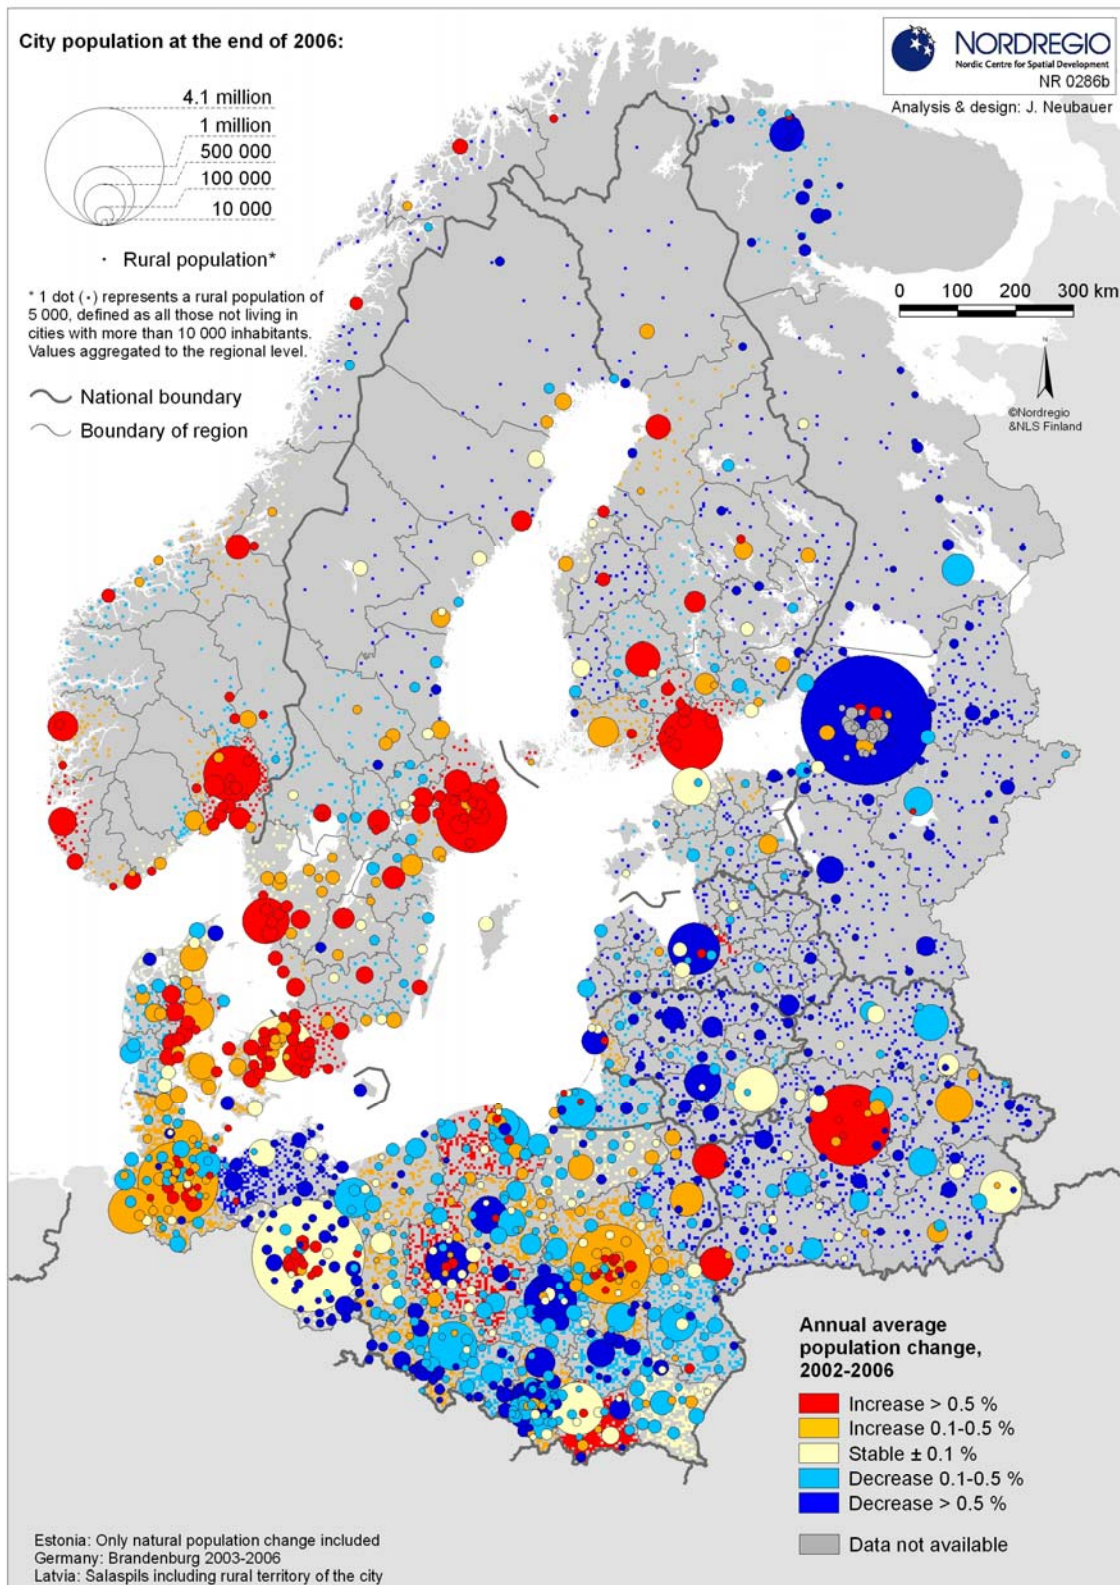 City population at the end of 2006:
4.1 million
1 million
500 000
100 000
10 000
Rural population*
* 1 dot (·) represents a rural population of
5 000, defined as all those not living in
cities with more than 10 000 inhabitants.
Values aggregated to the regional level.
National boundary
Boundary of region
NORDREGIO
Nordic Centre for Spatial Development
NR 0286b
Analysis & design: J. Neubauer
0 100 200 300 km
N
©Nordregio
&NLS Finland
Annual average
population change,
2002-2006
Increase > 0.5 %
Increase 0.1-0.5 %
Stable ± 0.1 %
Decrease 0.1-0.5 %
Decrease > 0.5 %
Data not available
Estonia: Only natural population change included
Germany: Brandenburg 2003-2006
Latvia: Salaspils including rural territory of the city